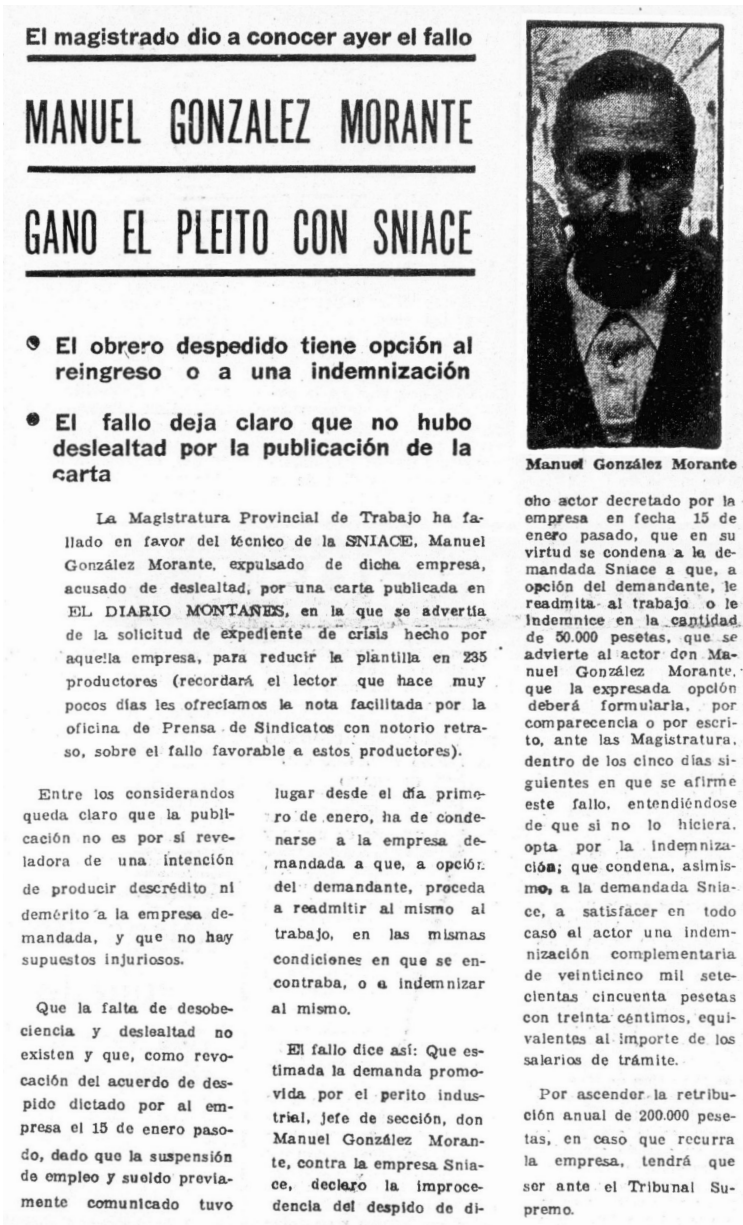 El magistrado dio a conocer ayer el fallo
MANUEL GONZALEZ MORANTE
GANO EL PLEITO CON SNIACE
El obrero despedido tiene opción al
reingreso o a una indemnización
El fallo deja claro que no hubo
deslealtad por la publicación de la
carta
Manuel González Morante
La Magistratura Provincial de Trabajo ha fa-
llado en favor del técnico de la SNIACE, Manuel
González Morante, expulsado de dicha empresa,
acusado de deslealtad, por una carta publicada en
EL DIARIO MONTAÑES, en la que se advertía
de la solicitud de expediente de crisis hecho por
aquella empresa, para reducir la plantilla en 235
productores (recordará el lector que hace muy
pocos días les ofrecíamos la nota facilitada por la
oficina de Prensa de Sindicatos con notorio retra-
so, sobre el fallo favorable a estos productores).
Entre los considerandos
queda claro que la publi-
cación no es por sí reve-
ladora de una intención
de producir descrédito ni
demérito a la empresa de-
mandada, y que no hay
supuestos injuriosos.
Que la falta de desobe-
ciencia y deslealtad no
existen y que, como revo-
cación del acuerdo de des-
pido dictado por al em-
presa el 15 de enero paso-
do, dado que la suspensión
de empleo y sueldo previa-
mente comunicado tuvo
lugar desde el día prime-
ro de enero, ha de conde-
narse a la empresa de-
mandada a que, a opción
del demandante, proceda
a readmitir al mismo al
trabajo, en las mismas
condiciones en que se en-
contraba, o a indemnizar
al mismo.
El fallo dice así: Que es-
timada la demanda promo-
vida por el perito indus-
trial, jefe de sección, don
Manuel González Moran-
te, contra la empresa Snia-
ce, declaro la improce-
dencia del despido de di-
cho actor decretado por la
empresa en fecha 15 de
enero pasado, que en su
virtud se condena a la de-
mandada Sniace a que, a
opción del demandante, le
readmita al trabajo o le
indemnice en la cantidad
de 50.000 pesetas, que se
advierte al actor don Ma-
nuel González Morante,
que la expresada opción
deberá formularla, por
comparecencia o por escri-
to, ante las Magistratura,
dentro de los cinco días si-
guientes en que se afirme
este fallo, entendiéndose
de que si no lo hiciera,
opta por la indemniza-
ción; que condena, asimis-
mo, a la demandada Snia-
ce, a satisfacer en todo
caso al actor una indem-
nización complementaria
de veinticinco mil sete-
cientas cincuenta pesetas
con treinta céntimos, equi-
valentes al importe de los
salarios de trámite.
Por ascender la retribu-
ción anual de 200.000 pese-
tas, en caso que recurra
la empresa, tendrá que
ser ante el Tribunal Su-
premo.